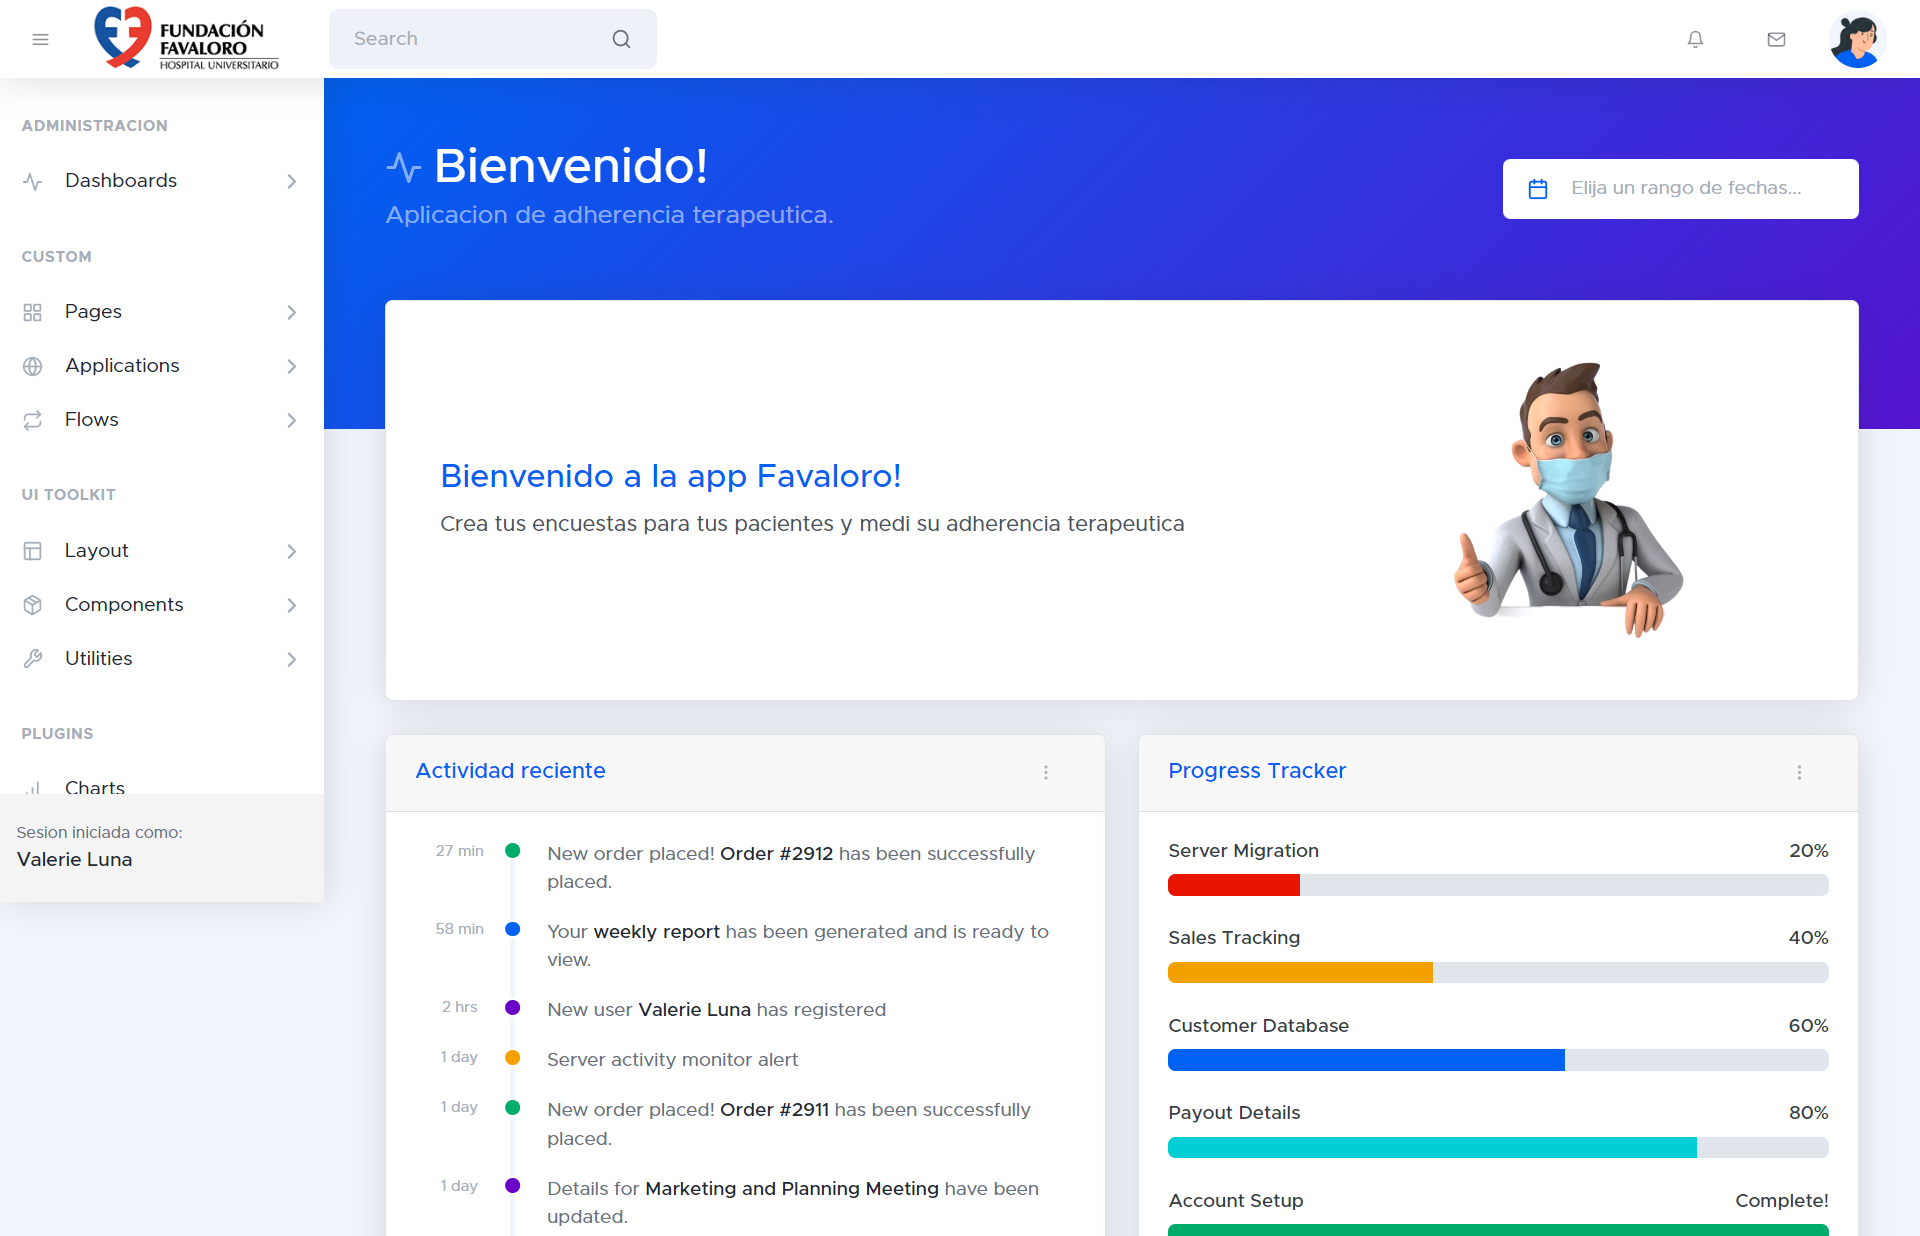 FUNDACIÓN
FAVALORO
HOSPITAL UNIVERSITARIO
Search
ADMINISTRACION
Dashboards
CUSTOM
Pages
Applications
Flows
UI TOOLKIT
Layout
Components
Utilities
PLUGINS
Charts
Sesion iniciada como:
Valerie Luna
Bienvenido!
Aplicacion de adherencia terapeutica.
Elija un rango de fechas...
Bienvenido a la app Favaloro!
Crea tus encuestas para tus pacientes y medi su adherencia terapeutica
Actividad reciente
27 min
New order placed! Order #2912 has been successfully
placed.
58 min
Your weekly report has been generated and is ready to
view.
2 hrs
New user Valerie Luna has registered
1 day
Server activity monitor alert
1 day
New order placed! Order #2911 has been successfully
placed.
1 day
Details for Marketing and Planning Meeting have been
updated.
Progress Tracker
Server Migration 20%
Sales Tracking 40%
Customer Database 60%
Payout Details 80%
Account Setup Complete!